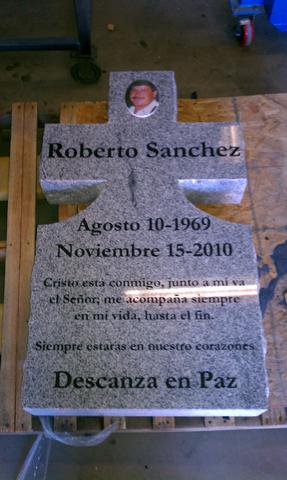 Roberto Sanchez
Agosto 10-1969
Noviembre 15-2010
Cristo esta conmigo, junto a mi va
el Señor; me acompaña siempre
en mi vida, hasta el fin.
Siempre estaras en nuestro corazones
Descanza en Paz